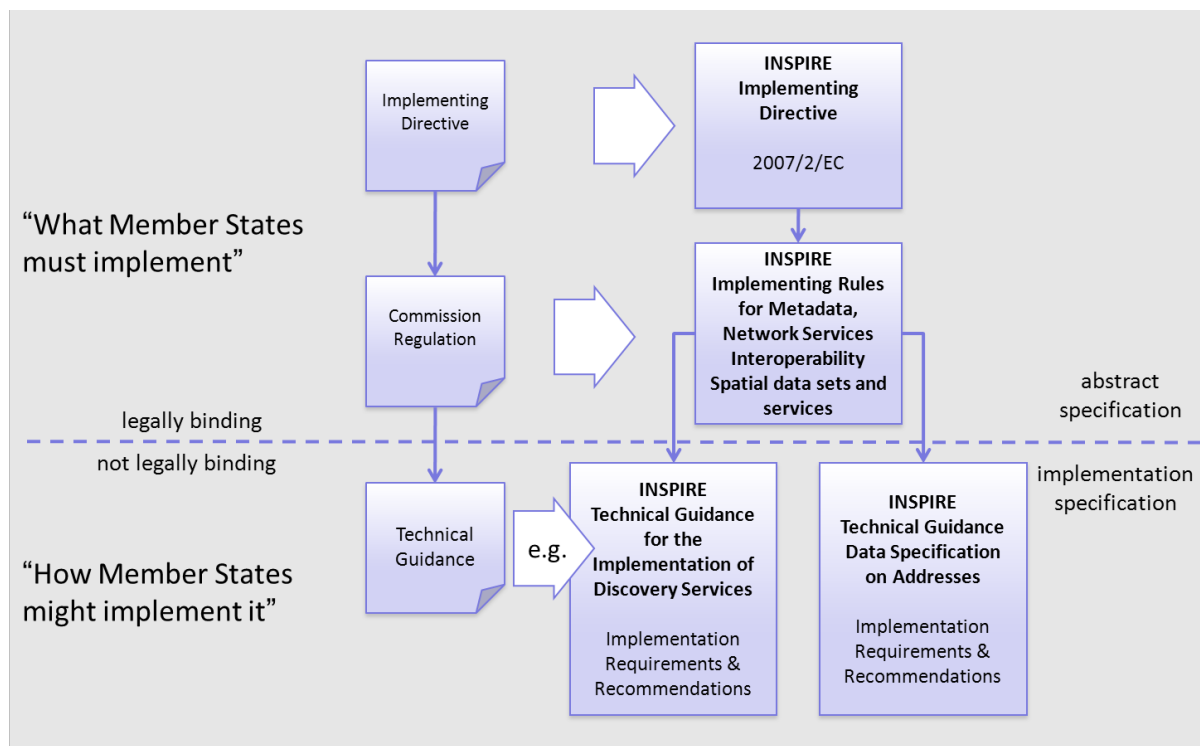 Implementing
Directive
INSPIRE
Implementing
Directive
2007/2/EC
“What Member States
must implement”
Commission
Regulation
INSPIRE
Implementing Rules
for Metadata,
Network Services
Interoperability
Spatial data sets and
services
abstract
specification
legally binding
not legally binding
implementation
specification
“How Member States
might implement it”
Technical
Guidance
e.g.
INSPIRE
Technical Guidance
for the
Implementation of
Discovery Services
Implementation
Requirements &
Recommendations
INSPIRE
Technical Guidance
Data Specification
on Addresses
Implementation
Requirements &
Recommendations